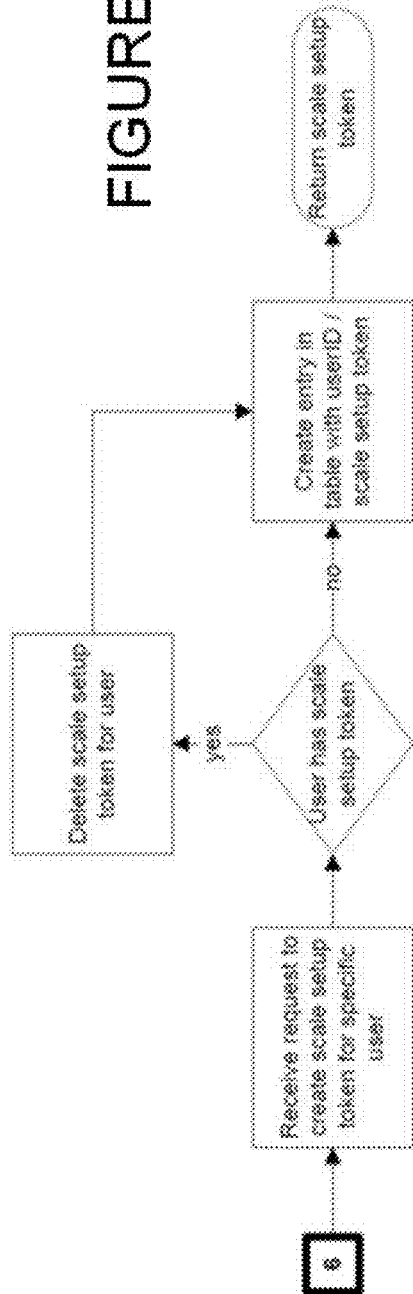 FIGURE
6
Receive request to
create scale setup
token for specific
user
User has scale
setup token
yes
Delete scale setup
token for user
no
Create entry in
table with userID /
scale setup token
Return scale setup
token